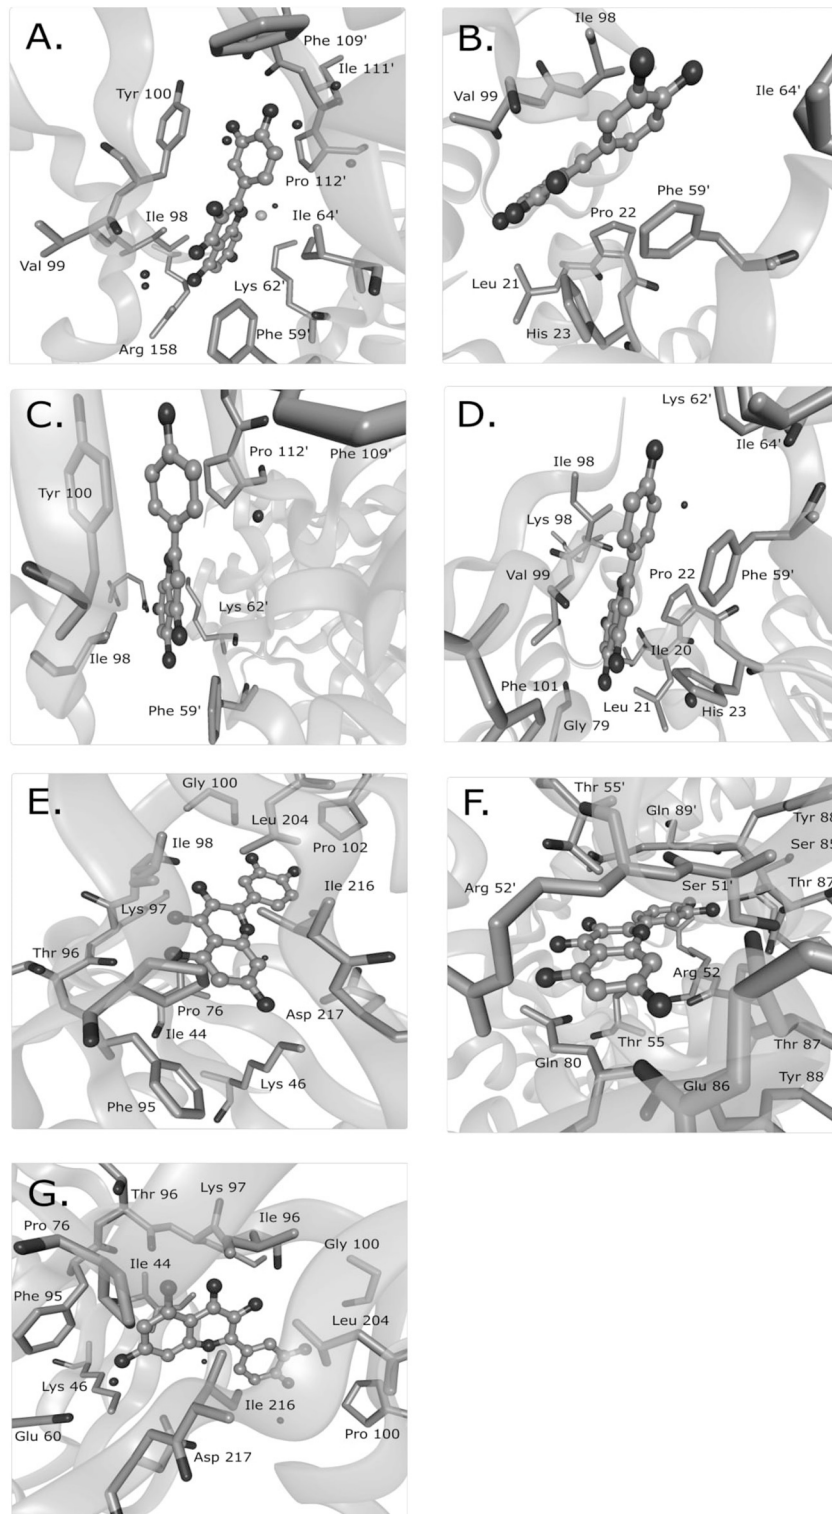 A.
Phe 109'
Ile 111'
Tyr 100
Pro 112'
Ile 98
Ile 64'
Val 99
Lys 62'
Arg 158
Phe 59'
B.
Ile 98
Val 99
Ile 64'
Phe 59'
Pro 22
Leu 21
His 23
C.
Pro 112'
Phe 109'
Tyr 100
Lys 62'
Ile 98
Phe 59'
D.
Lys 62'
Ile 64'
Ile 98
Lys 98
Phe 59'
Val 99
Pro 22
Ile 20
Phe 101
Leu 21
His 23
Gly 79
E.
Gly 100
Leu 204
Pro 102
Ile 98
Ile 216
Lys 97
Thr 96
Pro 76
Asp 217
Ile 44
Lys 46
Phe 95
F.
Thr 55'
Gln 89'
Tyr 88
Ser 85
Arg 52'
Ser 51'
Thr 87
Arg 52
Thr 55
Thr 87
Gln 80
Glu 86
Tyr 88
G.
Thr 96
Lys 97
Pro 76
Ile 96
Gly 100
Ile 44
Phe 95
Leu 204
Lys 46
Ile 216
Glu 60
Pro 100
Asp 217